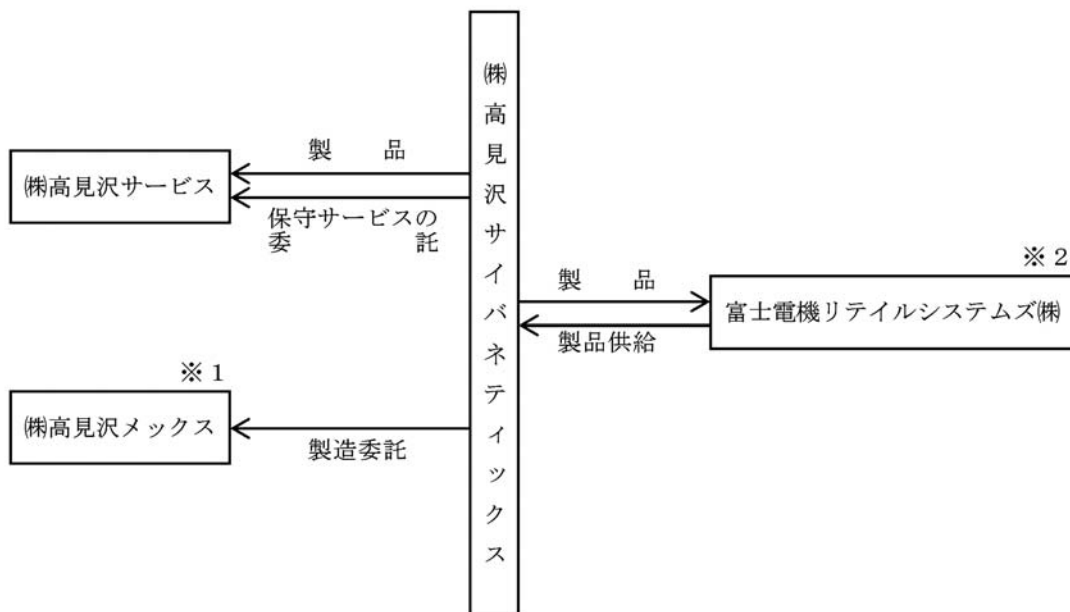 ㈱高見沢サイバネティックス
製品
㈱高見沢サービス
保守サービスの
委託
※２
製品
富士電機リテイルシステムズ㈱
製品供給
※１
㈱高見沢メックス
製造委託